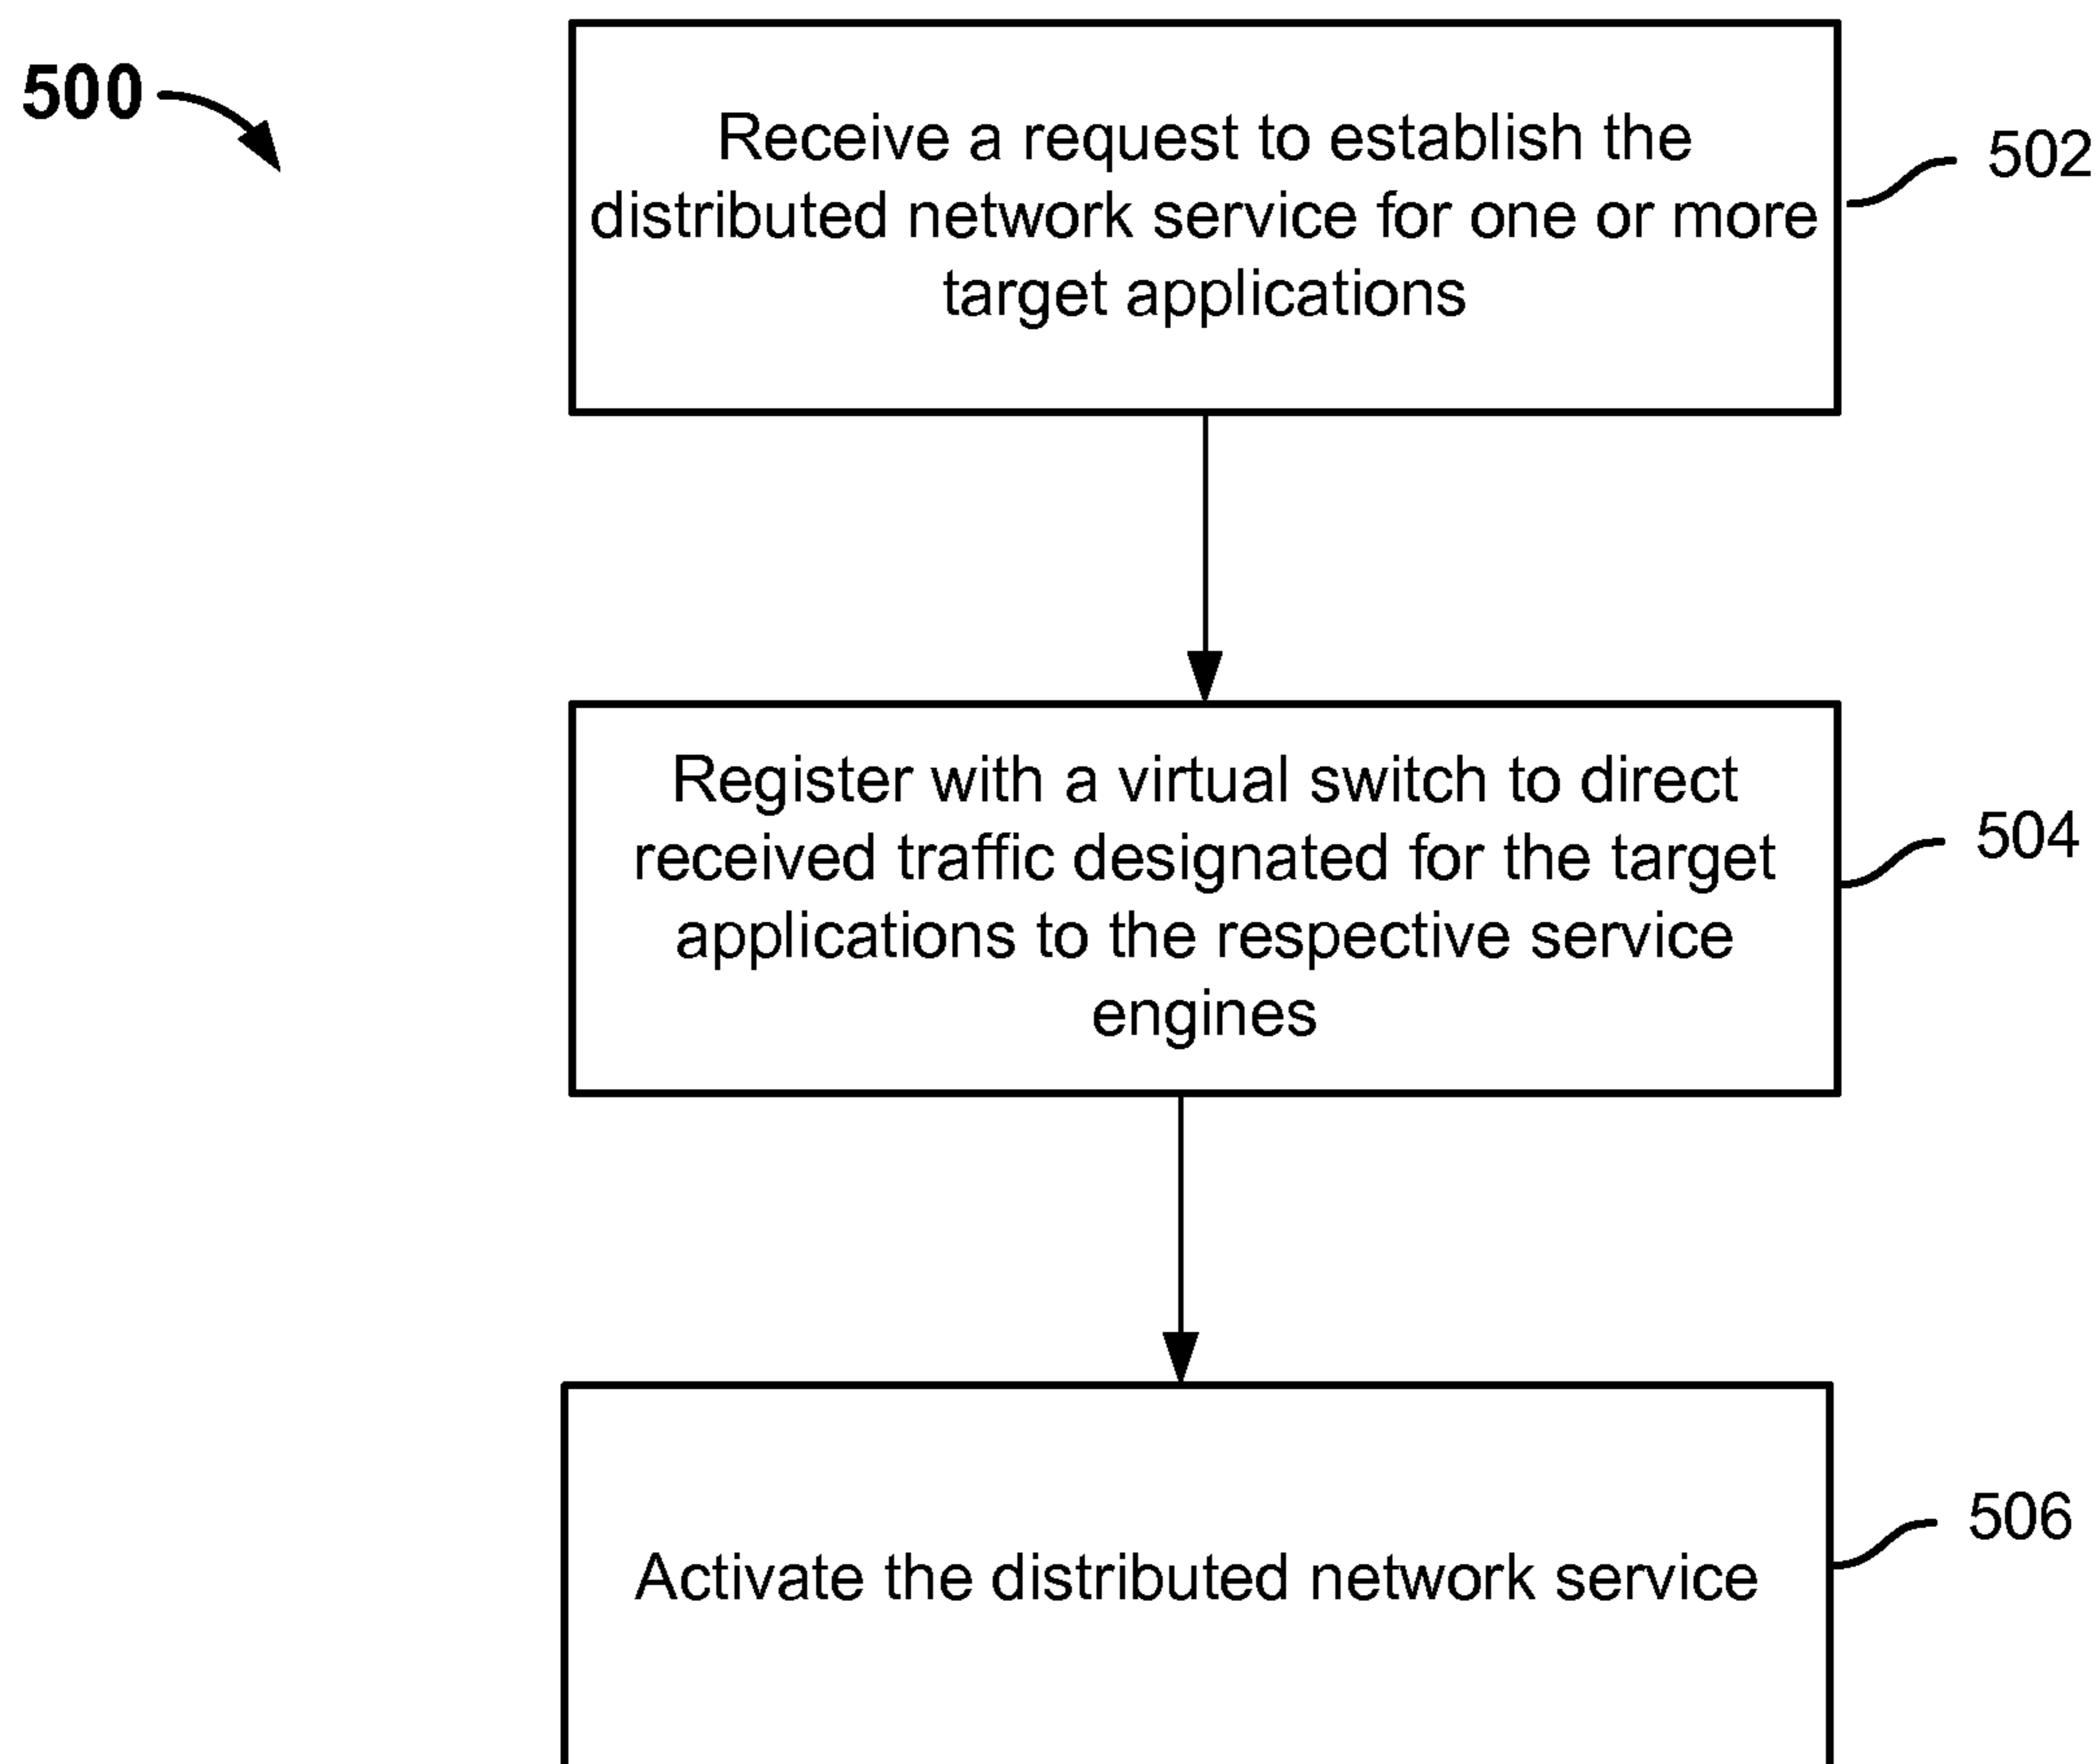 500
Receive a request to establish the
distributed network service for one or more
target applications
502
Register with a virtual switch to direct
received traffic designated for the target
applications to the respective service
engines
504
Activate the distributed network service
506